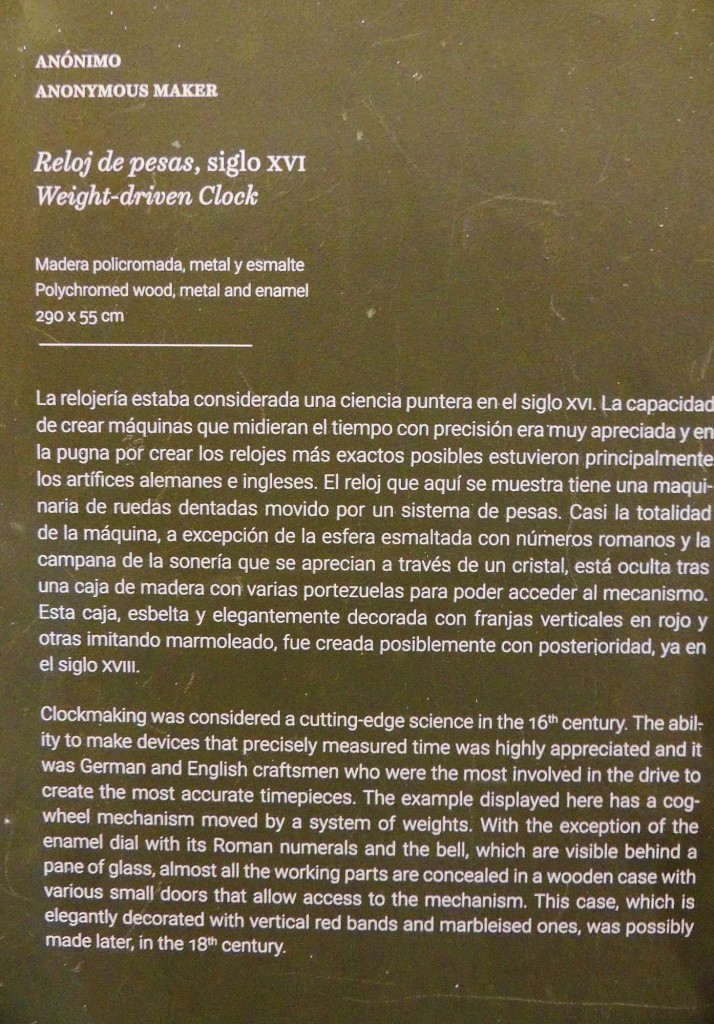 ANÓNIMO
ANONYMOUS MAKER
Reloj de pesas, siglo XVI
Weight-driven Clock
Madera policromada, metal y esmalte
Polychromed wood, metal and enamel
290 x 55 cm
La relojería estaba considerada una ciencia puntera en el siglo XVI. La capacidad
de crear máquinas que midieran el tiempo con precisión era muy apreciada y en
la pugna por crear los relojes más exactos posibles estuvieron principalmente
los artífices alemanes e ingleses. El reloj que aquí se muestra tiene una maqui-
naria de ruedas dentadas movido por un sistema de pesas. Casi la totalidad
de la máquina, a excepción de la esfera esmaltada con números romanos y la
campana de la sonería que se aprecian a través de un cristal, está oculta tras
una caja de madera con varias portezuelas para poder acceder al mecanismo.
Esta caja, esbelta y elegantemente decorada con franjas verticales en rojo y
otras imitando marmoleado, fue creada posiblemente con posterioridad, ya en
el siglo XVIII.
Clockmaking was considered a cutting-edge science in the 16th century. The abil-
ity to make devices that precisely measured time was highly appreciated and it
was German and English craftsmen who were the most involved in the drive to
create the most accurate timepieces. The example displayed here has a cog-
wheel mechanism moved by a system of weights. With the exception of the
enamel dial with its Roman numerals and the bell, which are visible behind a
pane of glass, almost all the working parts are concealed in a wooden case with
various small doors that allow access to the mechanism. This case, which is
elegantly decorated with vertical red bands and marbleised ones, was possibly
made later, in the 18th century.